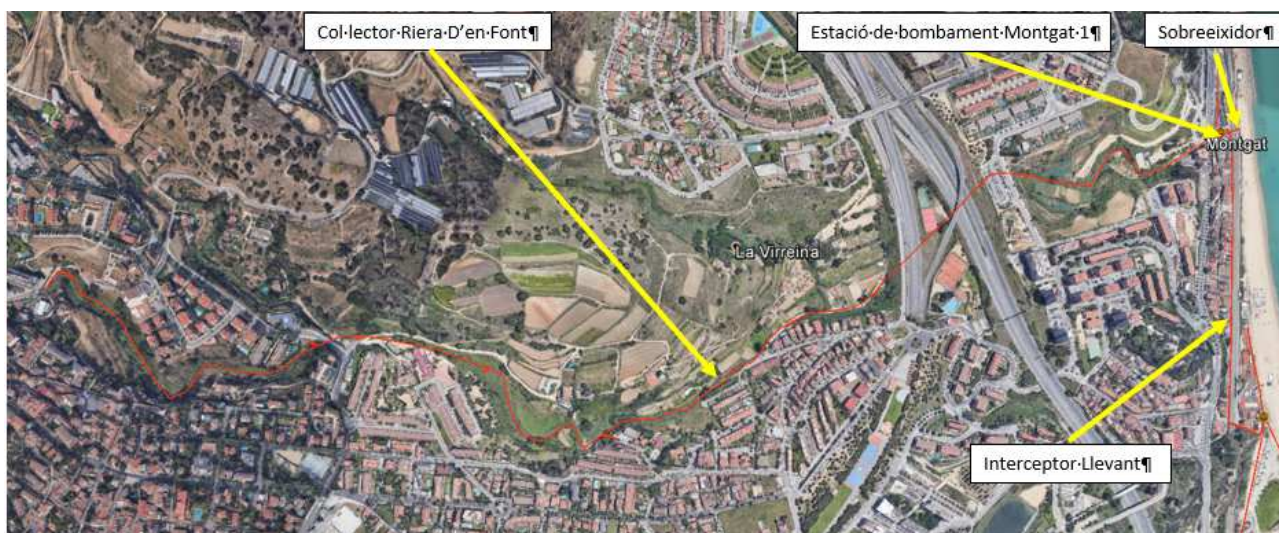 Col·lector·Riera·D’en·Font¶
Estació·de·bombament·Montgat·1¶
Sobreeixidor¶
Montgat
La Virreina
Interceptor·Llevant¶